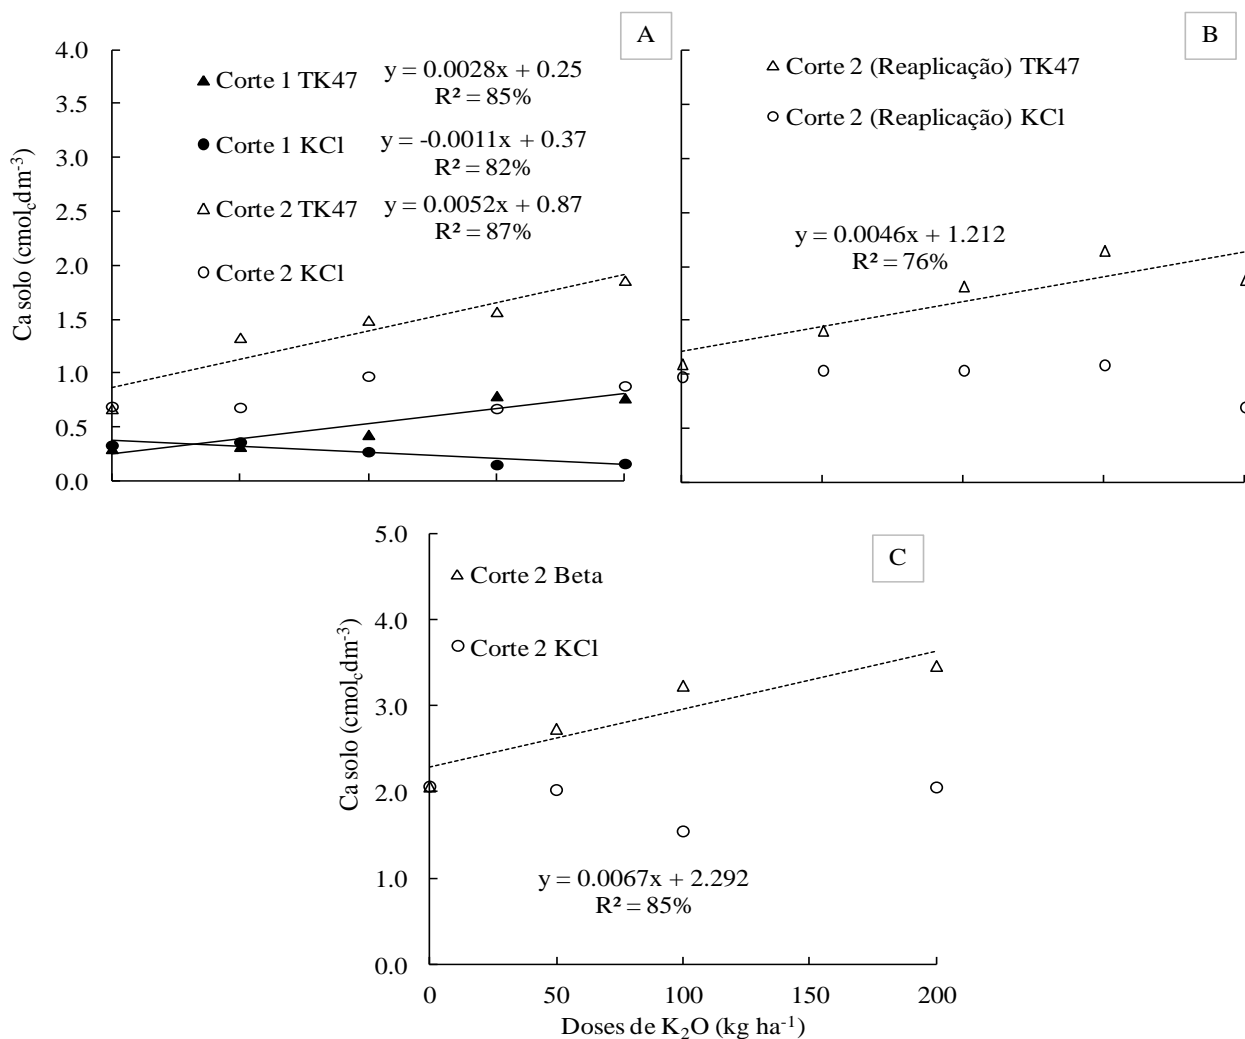 A
4.0
3.5
3.0
2.5
2.0
1.5
1.0
0.5
0.0
Ca solo (cmolcdm-3)
Corte 1 TK47
y = 0.0028x + 0.25
R² = 85%
Corte 1 KCl
y = -0.0011x + 0.37
R² = 82%
Corte 2 TK47
y = 0.0052x + 0.87
R² = 87%
Corte 2 KCl
B
Corte 2 (Reaplicação) TK47
Corte 2 (Reaplicação) KCl
y = 0.0046x + 1.212
R² = 76%
C
5.0
4.0
3.0
2.0
1.0
0.0
Ca solo (cmolcdm-3)
Corte 2 Beta
Corte 2 KCl
y = 0.0067x + 2.292
R² = 85%
0 50 100 150 200
Doses de K2O (kg ha-1)